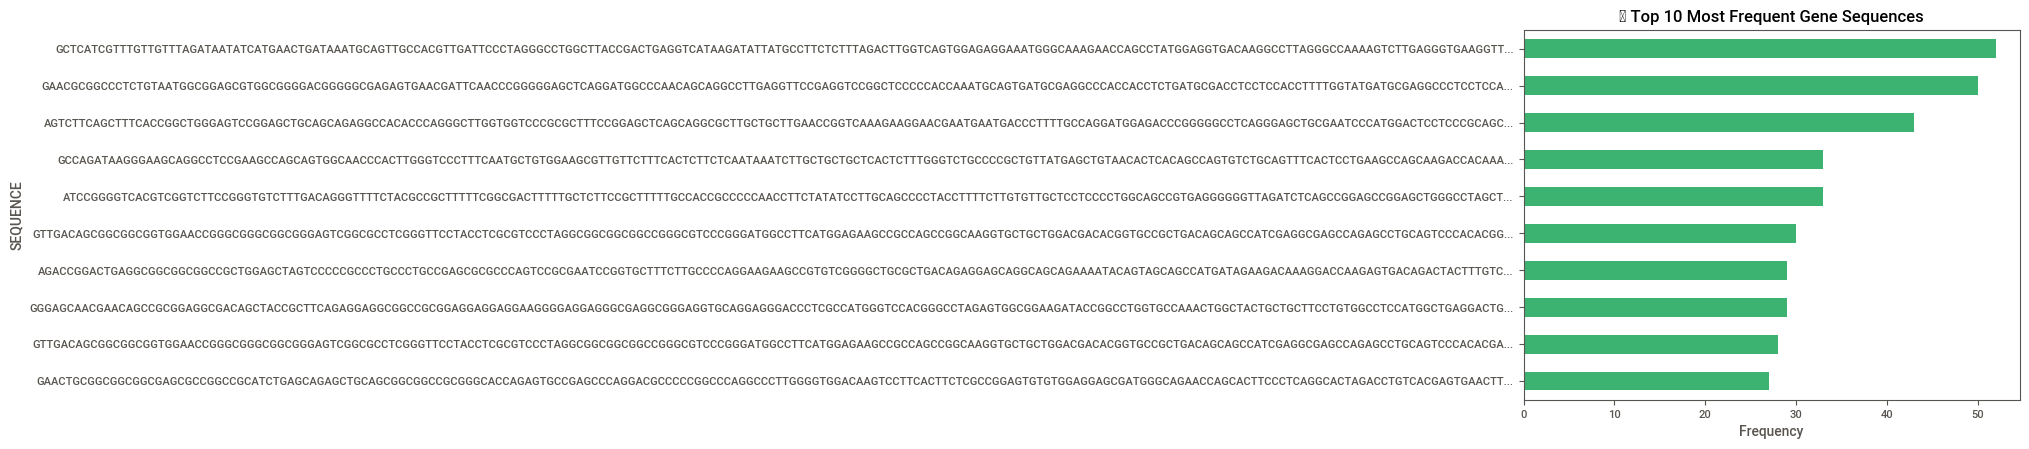 ▯ Top 10 Most Frequent Gene Sequences
GCTCATCGTTTGTTGTTTAGATAATATCATGAACTGATAAATGCAGTTGCCACGTTGATTCCCTAGGGCCTGGCTTACCGACTGAGGTCATAAGATATTATGCCTTCTCTTTAGACTTGGTCAGTGGAGAGGAAATGGGCAAAGAACCAGCCTATGGAGGTGACAAGGCCTTAGGGCCAAAAGTCTTGAGGGTGAAGGTT...
GAACGCGGCCCTCTGTAATGGCGGAGCGTGGCGGGGACGGGGGCGAGAGTGAACGATTCAACCCGGGGGAGCTCAGGATGGCCCAACAGCAGGCCTTGAGGTTCCGAGGTCCGGCTCCCCCACCAAATGCAGTGATGCGAGGCCCACCACCTCTGATGCGACCTCCTCCACCTTTTGGTATGATGCGAGGCCCTCCTCCA...
AGTCTTCAGCTTTCACCGGCTGGGAGTCCGGAGCTGCAGCAGAGGCCACACCCAGGGCTTGGTGGTCCCGCGCTTTCCGGAGCTCAGCAGGCGCTTGCTGCTTGAACCGGTCAAAGAAGGAACGAATGAATGACCCTTTTGCCAGGATGGAGACCCGGGGGCCTCAGGGAGCTGCGAATCCCATGGACTCCTCCCGCAGC...
GCCAGATAAGGGAAGCAGGCCTCCGAAGCCAGCAGTGGCAACCCACTTGGGTCCCTTTCAATGCTGTGGAAGCGTTGTTCTTTCACTCTTCTCAATAAATCTTGCTGCTGCTCACTCTTTGGGTCTGCCCCGCTGTTATGAGCTGTAACACTCACAGCCAGTGTCTGCAGTTTCACTCCTGAAGCCAGCAAGACCACAAA...
ATCCGGGGTCACGTCGGTCTTCCGGGTGTCTTTGACAGGGTTTTCTACGCCGCTTTTTCGGCGACTTTTTGCTCTTCCGCTTTTTGCCACCGCCCCCAACCTTCTATATCCTTGCAGCCCCTACCTTTTCTTGTGTTGCTCCTCCCCTGGCAGCCGTGAGGGGGGTTAGATCTCAGCCGGAGCCGGAGCTGGGCCTAGCT...
GTTGACAGCGGCGGCGGTGGAACCGGGCGGGCGGCGGGAGTCGGCGCCTCGGGTTCCTACCTCGCGTCCCTAGGCGGCGGCGGCCGGGCGTCCCGGGATGGCCTTCATGGAGAAGCCGCCAGCCGGCAAGGTGCTGCTGGACGACACGGTGCCGCTGACAGCAGCCATCGAGGCGAGCCAGAGCCTGCAGTCCCACACGG...
AGACCGGACTGAGGCGGCGGCGGCCGCTGGAGCTAGTCCCCCGCCCTGCCCTGCCGAGCGCGCCCAGTCCGCGAATCCGGTGCTTTCTTGCCCCAGGAAGAAGCCGTGTCGGGGCTGCGCTGACAGAGGAGCAGGCAGCAGAAAATACAGTAGCAGCCATGATAGAAGACAAAGGACCAAGAGTGACAGACTACTTTGTC...
GGGAGCAACGAACAGCCGCGGAGGCGACAGCTACCGCTTCAGAGGAGGCGGCCGCGGAGGAGGAGGAAGGGGAGGAGGGCGAGGCGGGAGGTGCAGGAGGGACCCTCGCCATGGGTCCACGGGCCTAGAGTGGCGGAAGATACCGGCCTGGTGCCAAACTGGCTACTGCTGCTTCCTGTGGCCTCCATGGCTGAGGACTG...
GTTGACAGCGGCGGCGGTGGAACCGGGCGGGCGGCGGGAGTCGGCGCCTCGGGTTCCTACCTCGCGTCCCTAGGCGGCGGCGGCCGGGCGTCCCGGGATGGCCTTCATGGAGAAGCCGCCAGCCGGCAAGGTGCTGCTGGACGACACGGTGCCGCTGACAGCAGCCATCGAGGCGAGCCAGAGCCTGCAGTCCCACACGA...
GAACTGCGGCGGCGGCGAGCGCCGGCCGCATCTGAGCAGAGCTGCAGCGGCGGCCGCGGGCACCAGAGTGCCGAGCCCAGGACGCCCCCGGCCCAGGCCCTTGGGGTGGACAAGTCCTTCACTTCTCGCCGGAGTGTGTGGAGGAGCGATGGGCAGAACCAGCACTTCCCTCAGGCACTAGACCTGTCACGAGTGAACTT...
SEQUENCE
0 10 20 30 40 50
Frequency